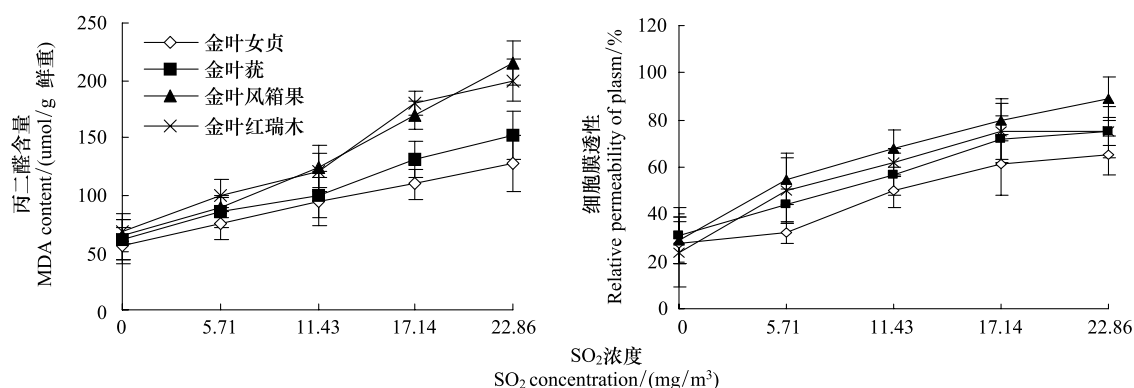 丙二醛含量
MDA content/(umol/g 鲜重)
250
200
150
100
50
0
金叶女贞
金叶莸
金叶风箱果
金叶红瑞木
0 5.71 11.43 17.14 22.86
细胞膜透性
Relative permeability of plasm/%
120
100
80
60
40
20
0
0 5.71 11.43 17.14 22.86
SO₂浓度
SO₂ concentration/(mg/m³)